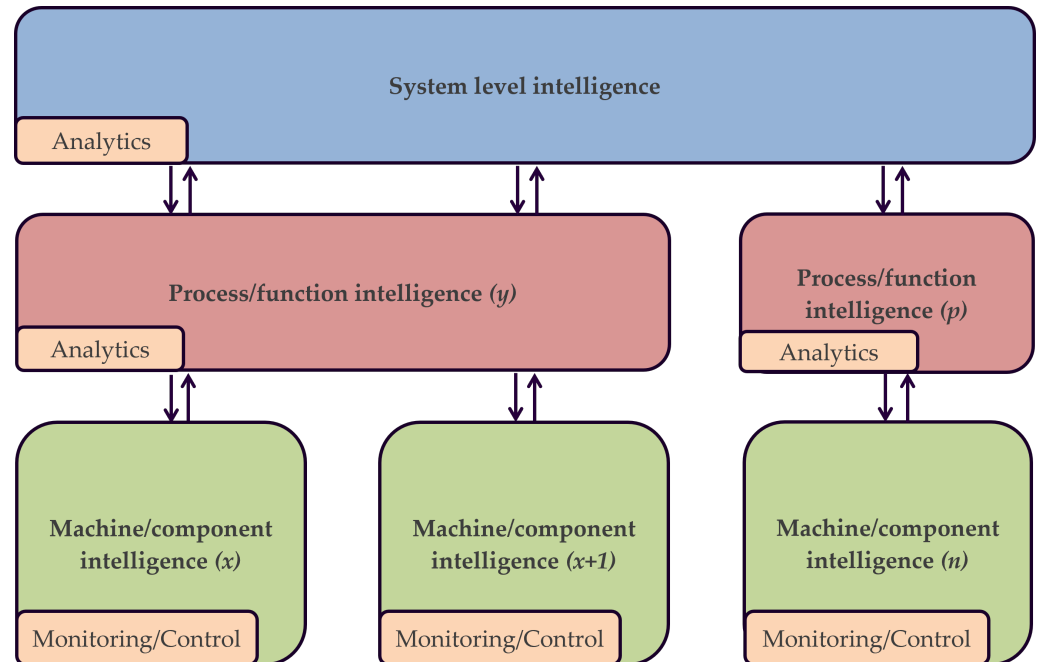 System level intelligence
Analytics
Process/function intelligence (y)
Analytics
Process/function
intelligence (p)
Analytics
Machine/component
intelligence (x)
Monitoring/Control
Machine/component
intelligence (x+1)
Monitoring/Control
Machine/component
intelligence (n)
Monitoring/Control